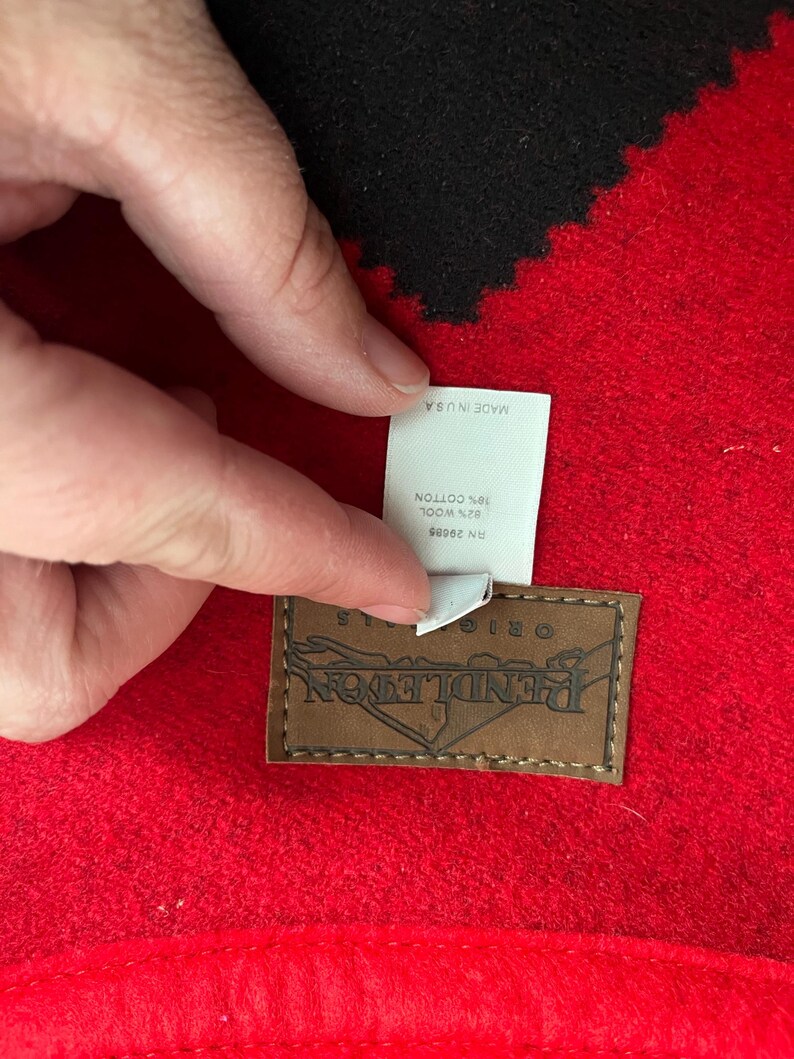 RN 29685
82% WOOL
18% COTTON
MADE IN U.S.A.
PENDLETON
ORIGINALS